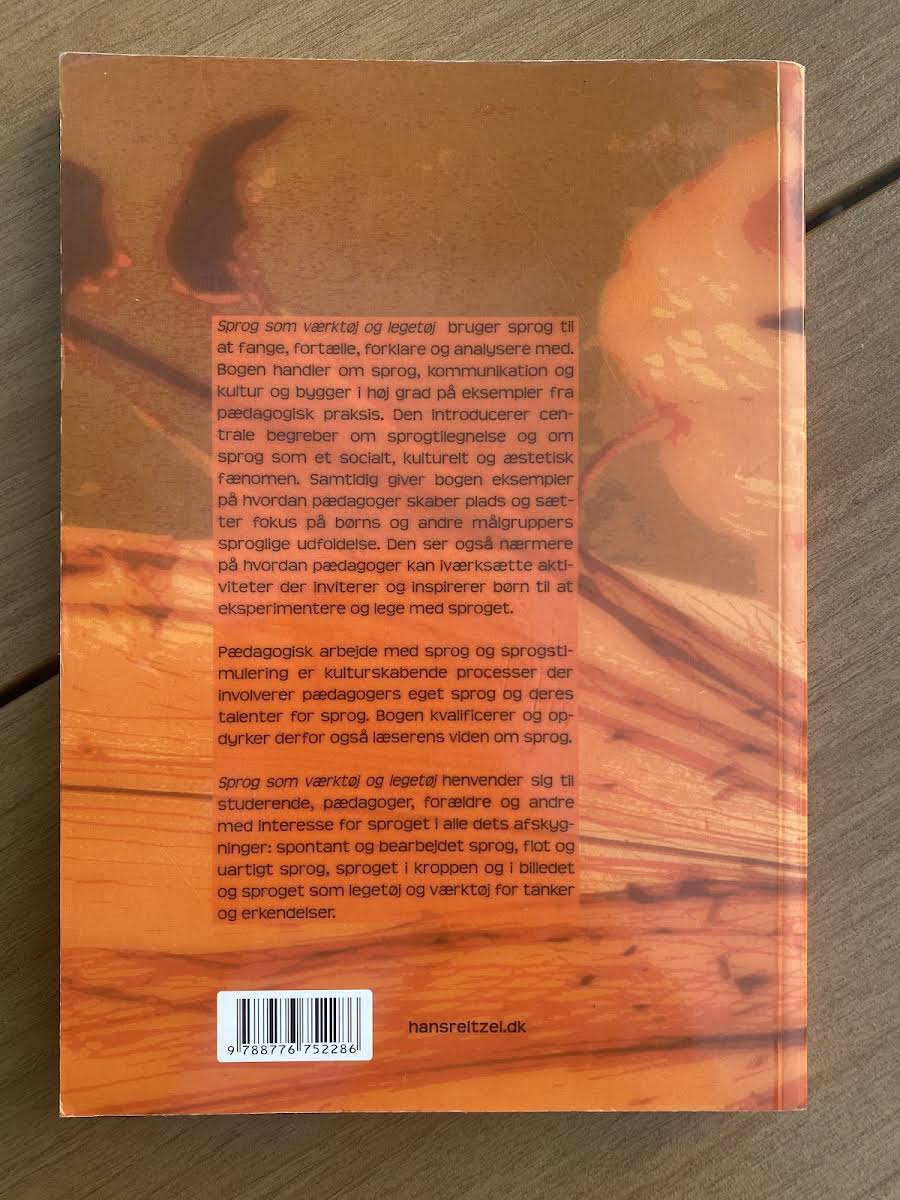 Sprog som værktøj og legetøj bruger sprog til
at fange, fortælle, forklare og analysere med.
Bogen handler om sprog, kommunikation og
kultur og bygger i høj grad på eksempler fra
pædagogisk praksis. Den introducerer cen-
trale begreber om sprogtilegnelse og om
sprog som et socialt, kulturelt og æstetisk
fænomen. Samtidig giver bogen eksempler
på hvordan pædagoger skaber plads og sæt-
ter fokus på børns og andre målgruppers
sproglige udfoldelse. Den ser også nærmere
på hvordan pædagoger kan iværksætte akti-
viteter der inviterer og inspirerer børn til at
eksperimentere og lege med sproget.
Pædagogisk arbejde med sprog og sprogsti-
mulering er kulturskabende processer der
involverer pædagogers eget sprog og deres
talenter for sprog. Bogen kvalificerer og op-
dyrker derfor også læserens viden om sprog.
Sprog som værktøj og legetøj henvender sig til
studerende, pædagoger, forældre og andre
med interesse for sproget i alle dets afskyg-
ninger: spontant og bearbejdet sprog, flot og
uartigt sprog, sproget i kroppen og i billedet
og sproget som legetøj og værktøj for tanker
og erkendelser.
9 788776 752286
hansreitzel.dk